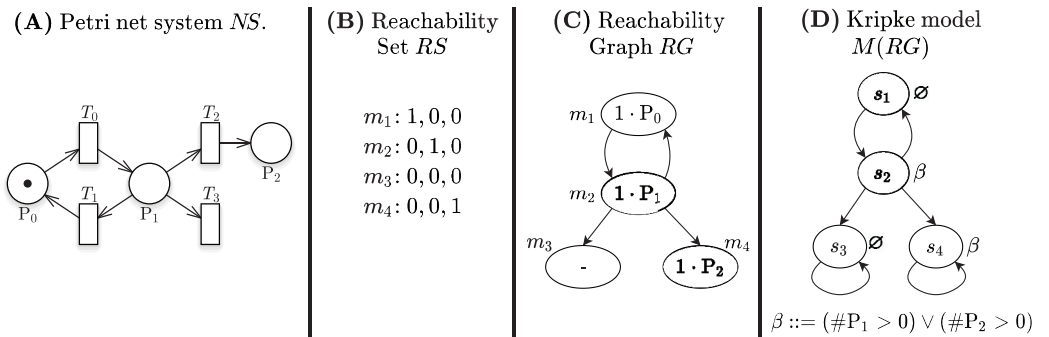 (A) Petri net system NS.
T₀
T₂
P₂
P₀
T₁
P₁
T₃
(B) Reachability
Set RS
m₁: 1, 0, 0
m₂: 0, 1, 0
m₃: 0, 0, 0
m₄: 0, 0, 1
(C) Reachability
Graph RG
m₁ 1 · P₀
m₂ 1 · P₁
m₃ m₄
- 1 · P₂
(D) Kripke model
M(RG)
s₁ ∅
s₂ β
s₃ ∅ s₄ β
β ::= (#P₁ > 0) ∨ (#P₂ > 0)